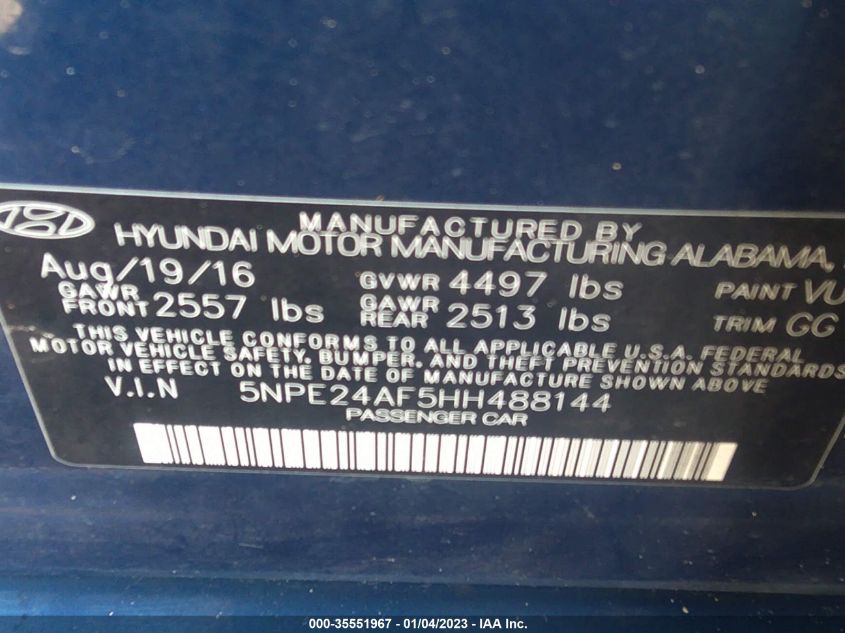 MANUFACTURED BY
HYUNDAI MOTOR MANUFACTURING ALABAMA,
Aug/19/16 GVWR 4497 lbs PAINT VU
GAWR FRONT 2557 lbs GAWR REAR 2513 lbs TRIM GG
THIS VEHICLE CONFORMS TO ALL APPLICABLE U.S.A. FEDERAL
MOTOR VEHICLE SAFETY, BUMPER, AND THEFT PREVENTION STANDARDS
IN EFFECT ON THE DATE OF MANUFACTURE SHOWN ABOVE
V.I.N 5NPE24AF5HH488144
PASSENGER CAR
000-35551967 - 01/04/2023 - © IAA Inc.